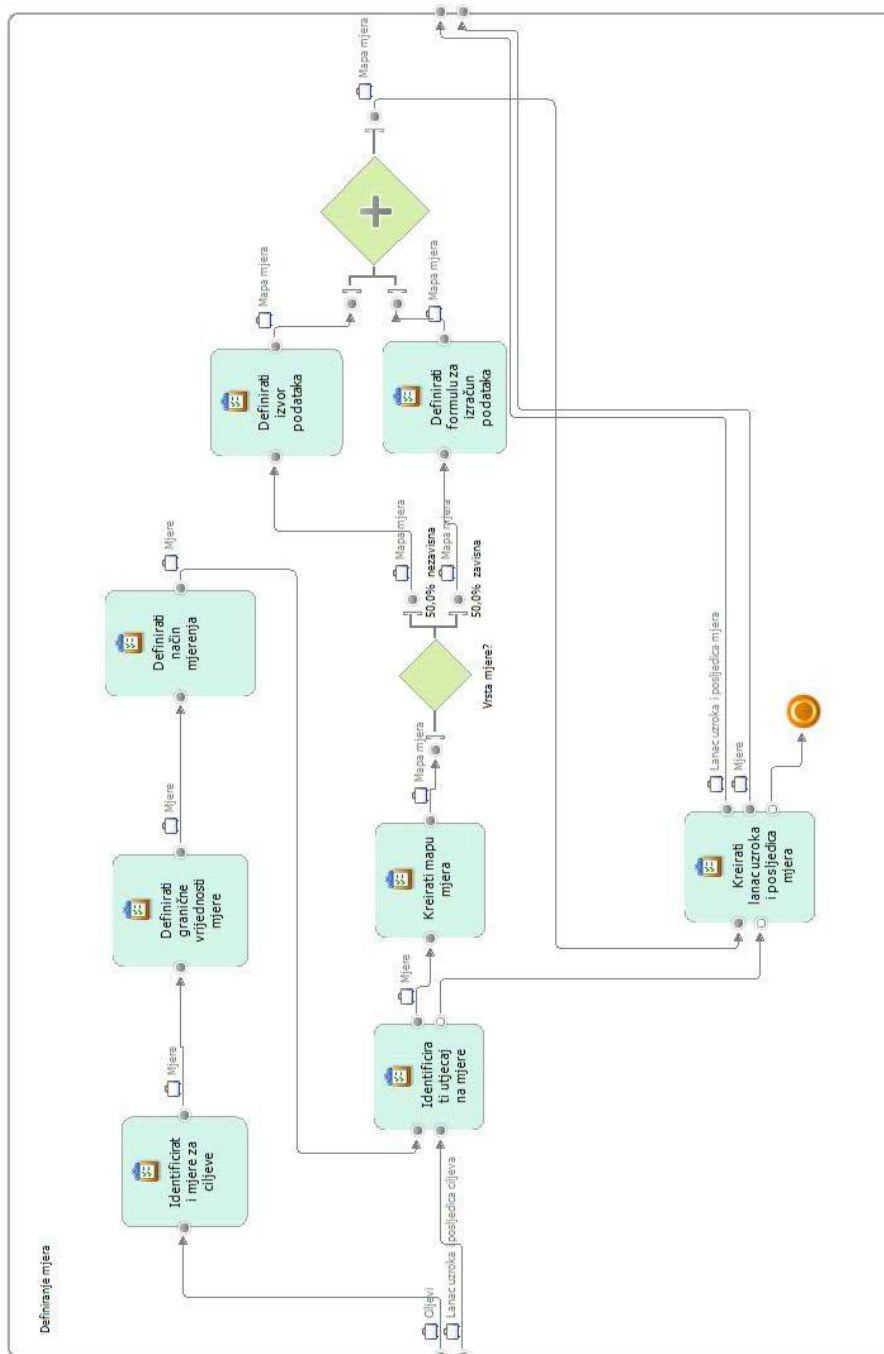 Definiranje mjera
Ciljevi
Lanac uzroka i posljedica ciljeva
Identificirat
i mjere za
ciljeve
Mjere
Definirati
granične
vrijednosti
mjere
Mjere
Definirati
način
mjerenja
Mjere
Identificira
ti utjecaj
na mjere
Mjere
Kreirati mapu
mjera
Mapa mjera
Vrsta mjere?
Mapa mjera
50,0% nezavisna
Mapa mjera
50,0% zavisna
Definirati
izvor
podataka
Mapa mjera
Definirati
formulu za
izračun
podataka
Mapa mjera
Mapa mjera
Kreirati
lanac uzroka
i posljedica
mjera
Lanac uzroka i posljedica mjera
Mjere